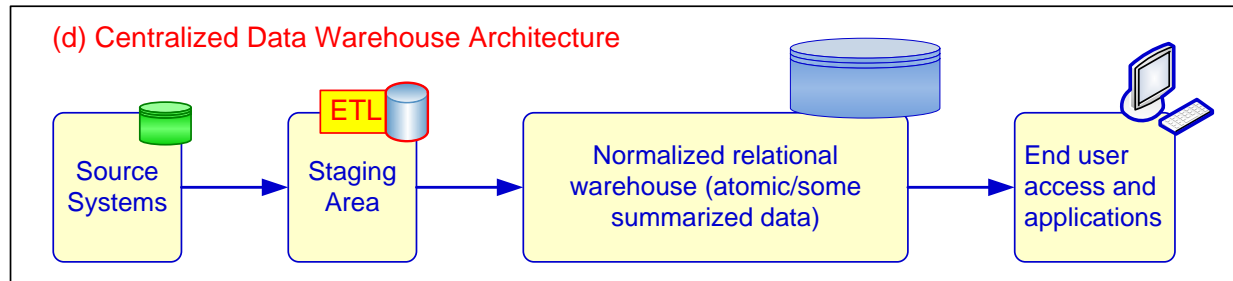 (d) Centralized Data Warehouse Architecture
ETL
Source
Systems
Staging
Area
Normalized relational
warehouse (atomic/some
summarized data)
End user
access and
applications